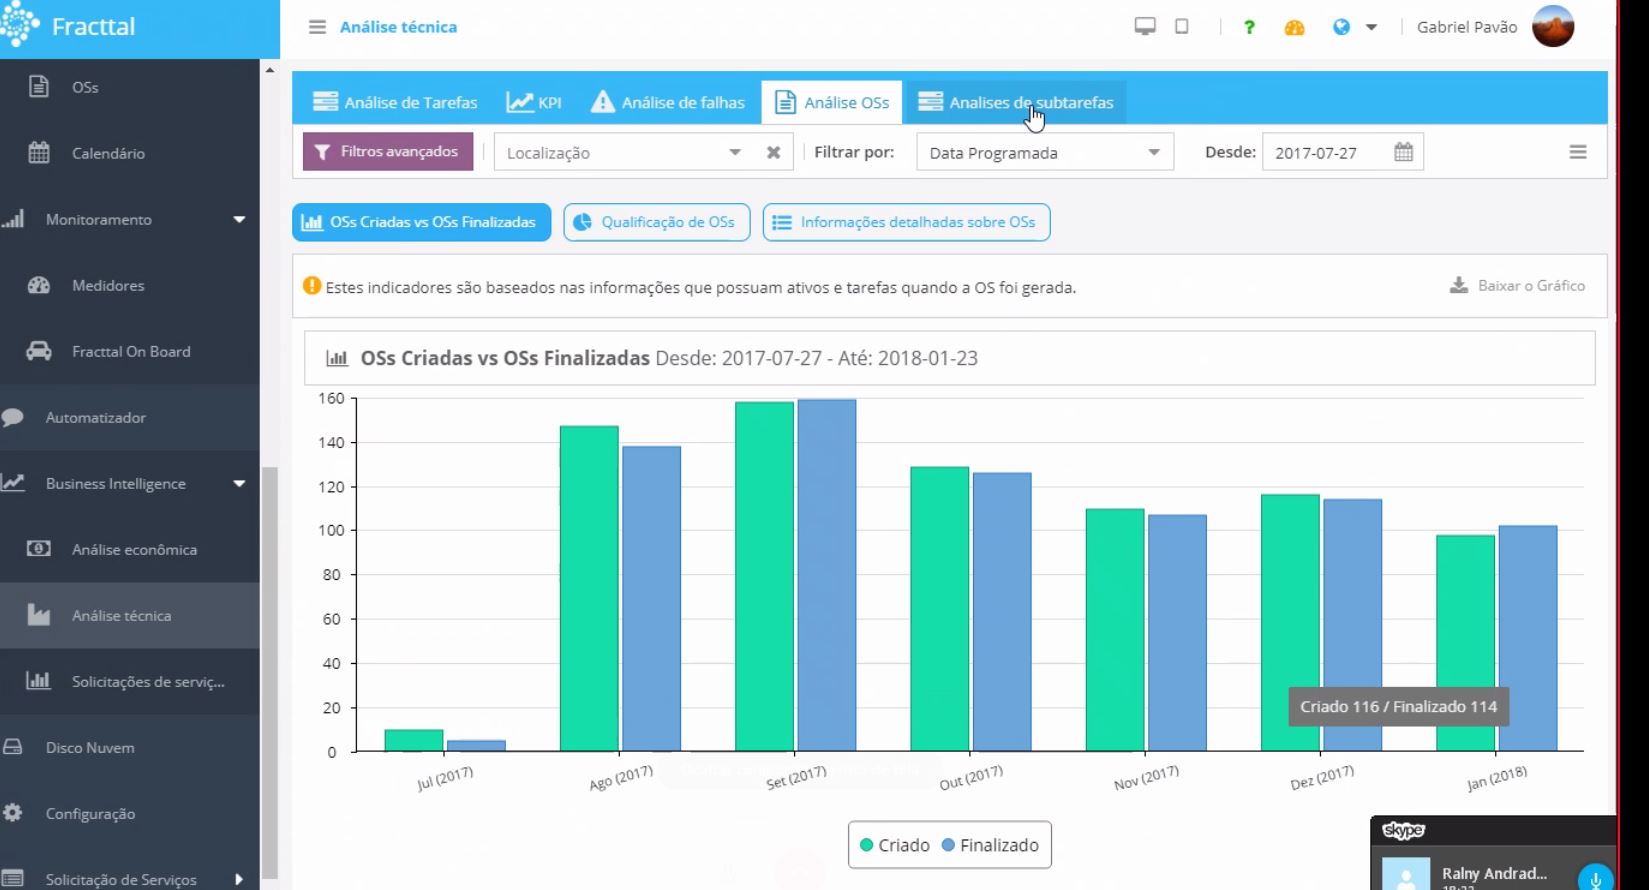 Fracttal
Análise técnica
?
Gabriel Pavão
OSs
Calendário
Monitoramento
Medidores
Fracttal On Board
Automatizador
Business Intelligence
Análise econômica
Análise técnica
Solicitações de serviç...
Disco Nuvem
Configuração
Solicitação de Serviços
Análise de Tarefas
KPI
Análise de falhas
Análise OSs
Analises de subtarefas
Filtros avançados
Localização
Filtrar por:
Data Programada
Desde:
2017-07-27
OSs Criadas vs OSs Finalizadas
Qualificação de OSs
Informações detalhadas sobre OSs
Estes indicadores são baseados nas informações que possuam ativos e tarefas quando a OS foi gerada.
Baixar o Gráfico
OSs Criadas vs OSs Finalizadas Desde: 2017-07-27 - Até: 2018-01-23
160
140
120
100
80
60
40
20
0
Criado 116 / Finalizado 114
Jul (2017)
Ago (2017)
Set (2017)
Out (2017)
Nov (2017)
Dez (2017)
Jan (2018)
Criado
Finalizado
skype
Ralny Andrad...